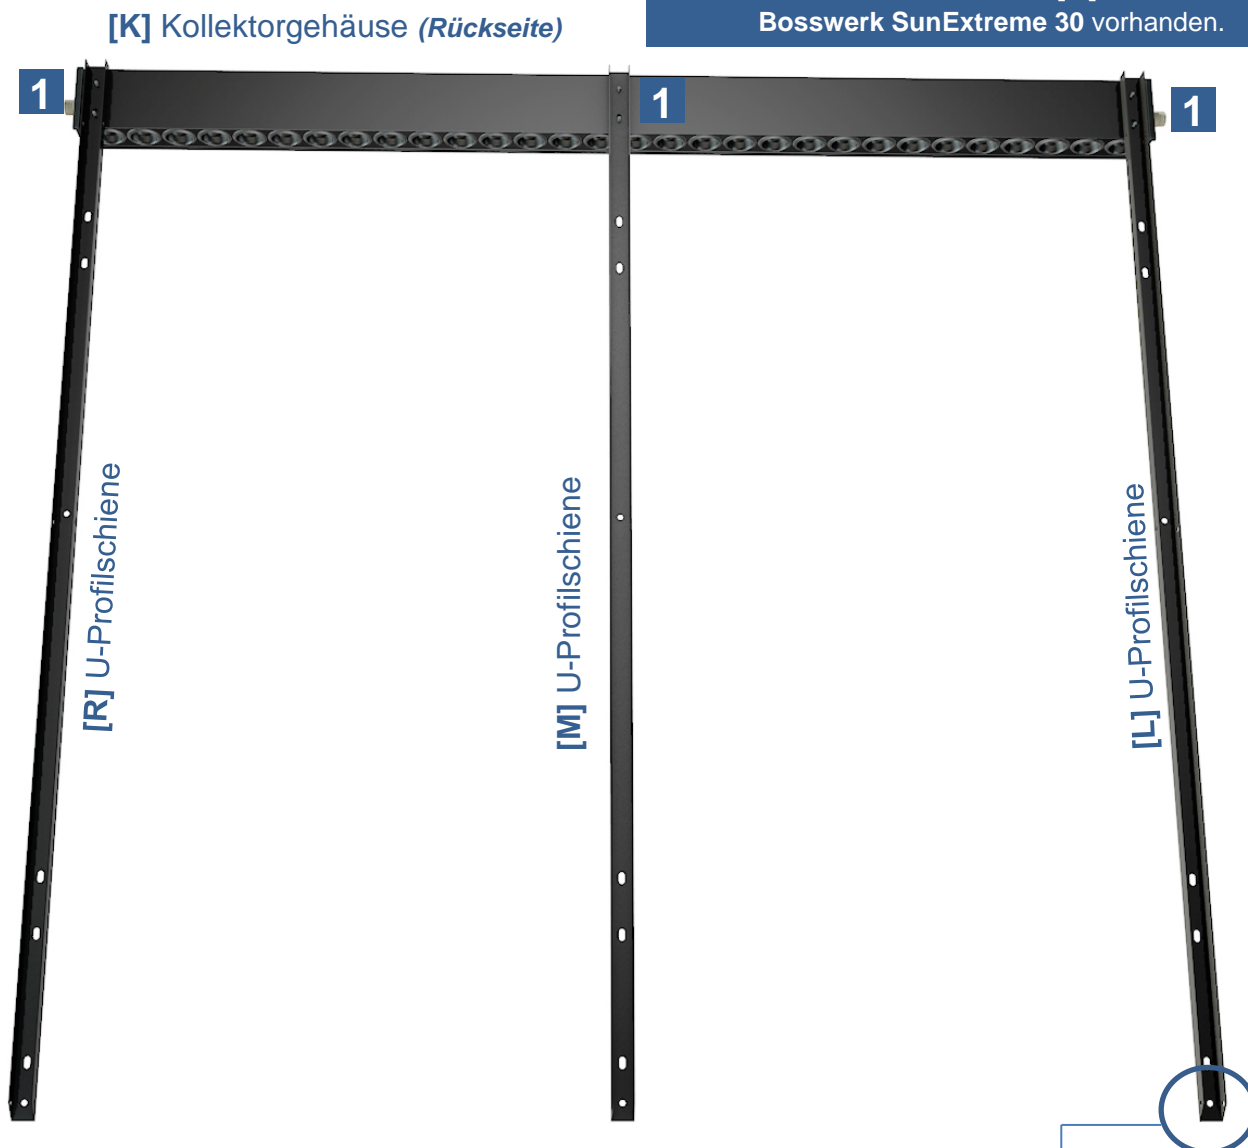 [K] Kollektorgehäuse (Rückseite)
Bosswerk SunExtreme 30 vorhanden.
1
1
1
[R] U-Profilschiene
[M] U-Profilschiene
[L] U-Profilschiene